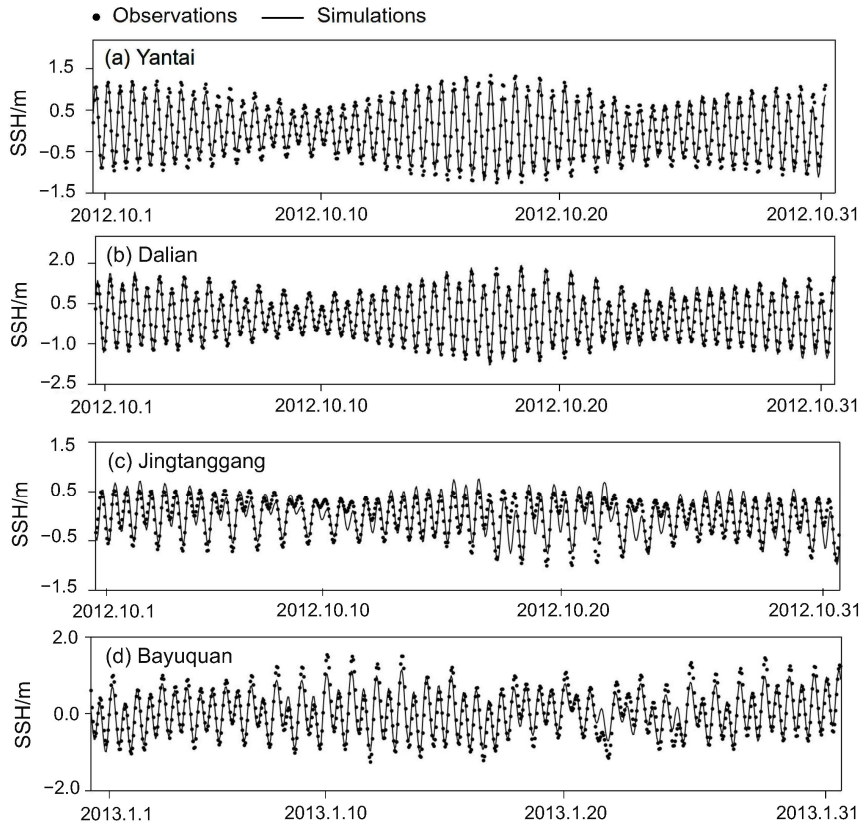 Observations Simulations
(a) Yantai
SSH/m
1.5
0.5
−0.5
−1.5
2012.10.1 2012.10.10 2012.10.20 2012.10.31
(b) Dalian
SSH/m
2.0
0.5
−1.0
−2.5
2012.10.1 2012.10.10 2012.10.20 2012.10.31
(c) Jingtanggang
SSH/m
1.5
0.5
−0.5
−1.5
2012.10.1 2012.10.10 2012.10.20 2012.10.31
(d) Bayuquan
SSH/m
2.0
0.0
−2.0
2013.1.1 2013.1.10 2013.1.20 2013.1.31